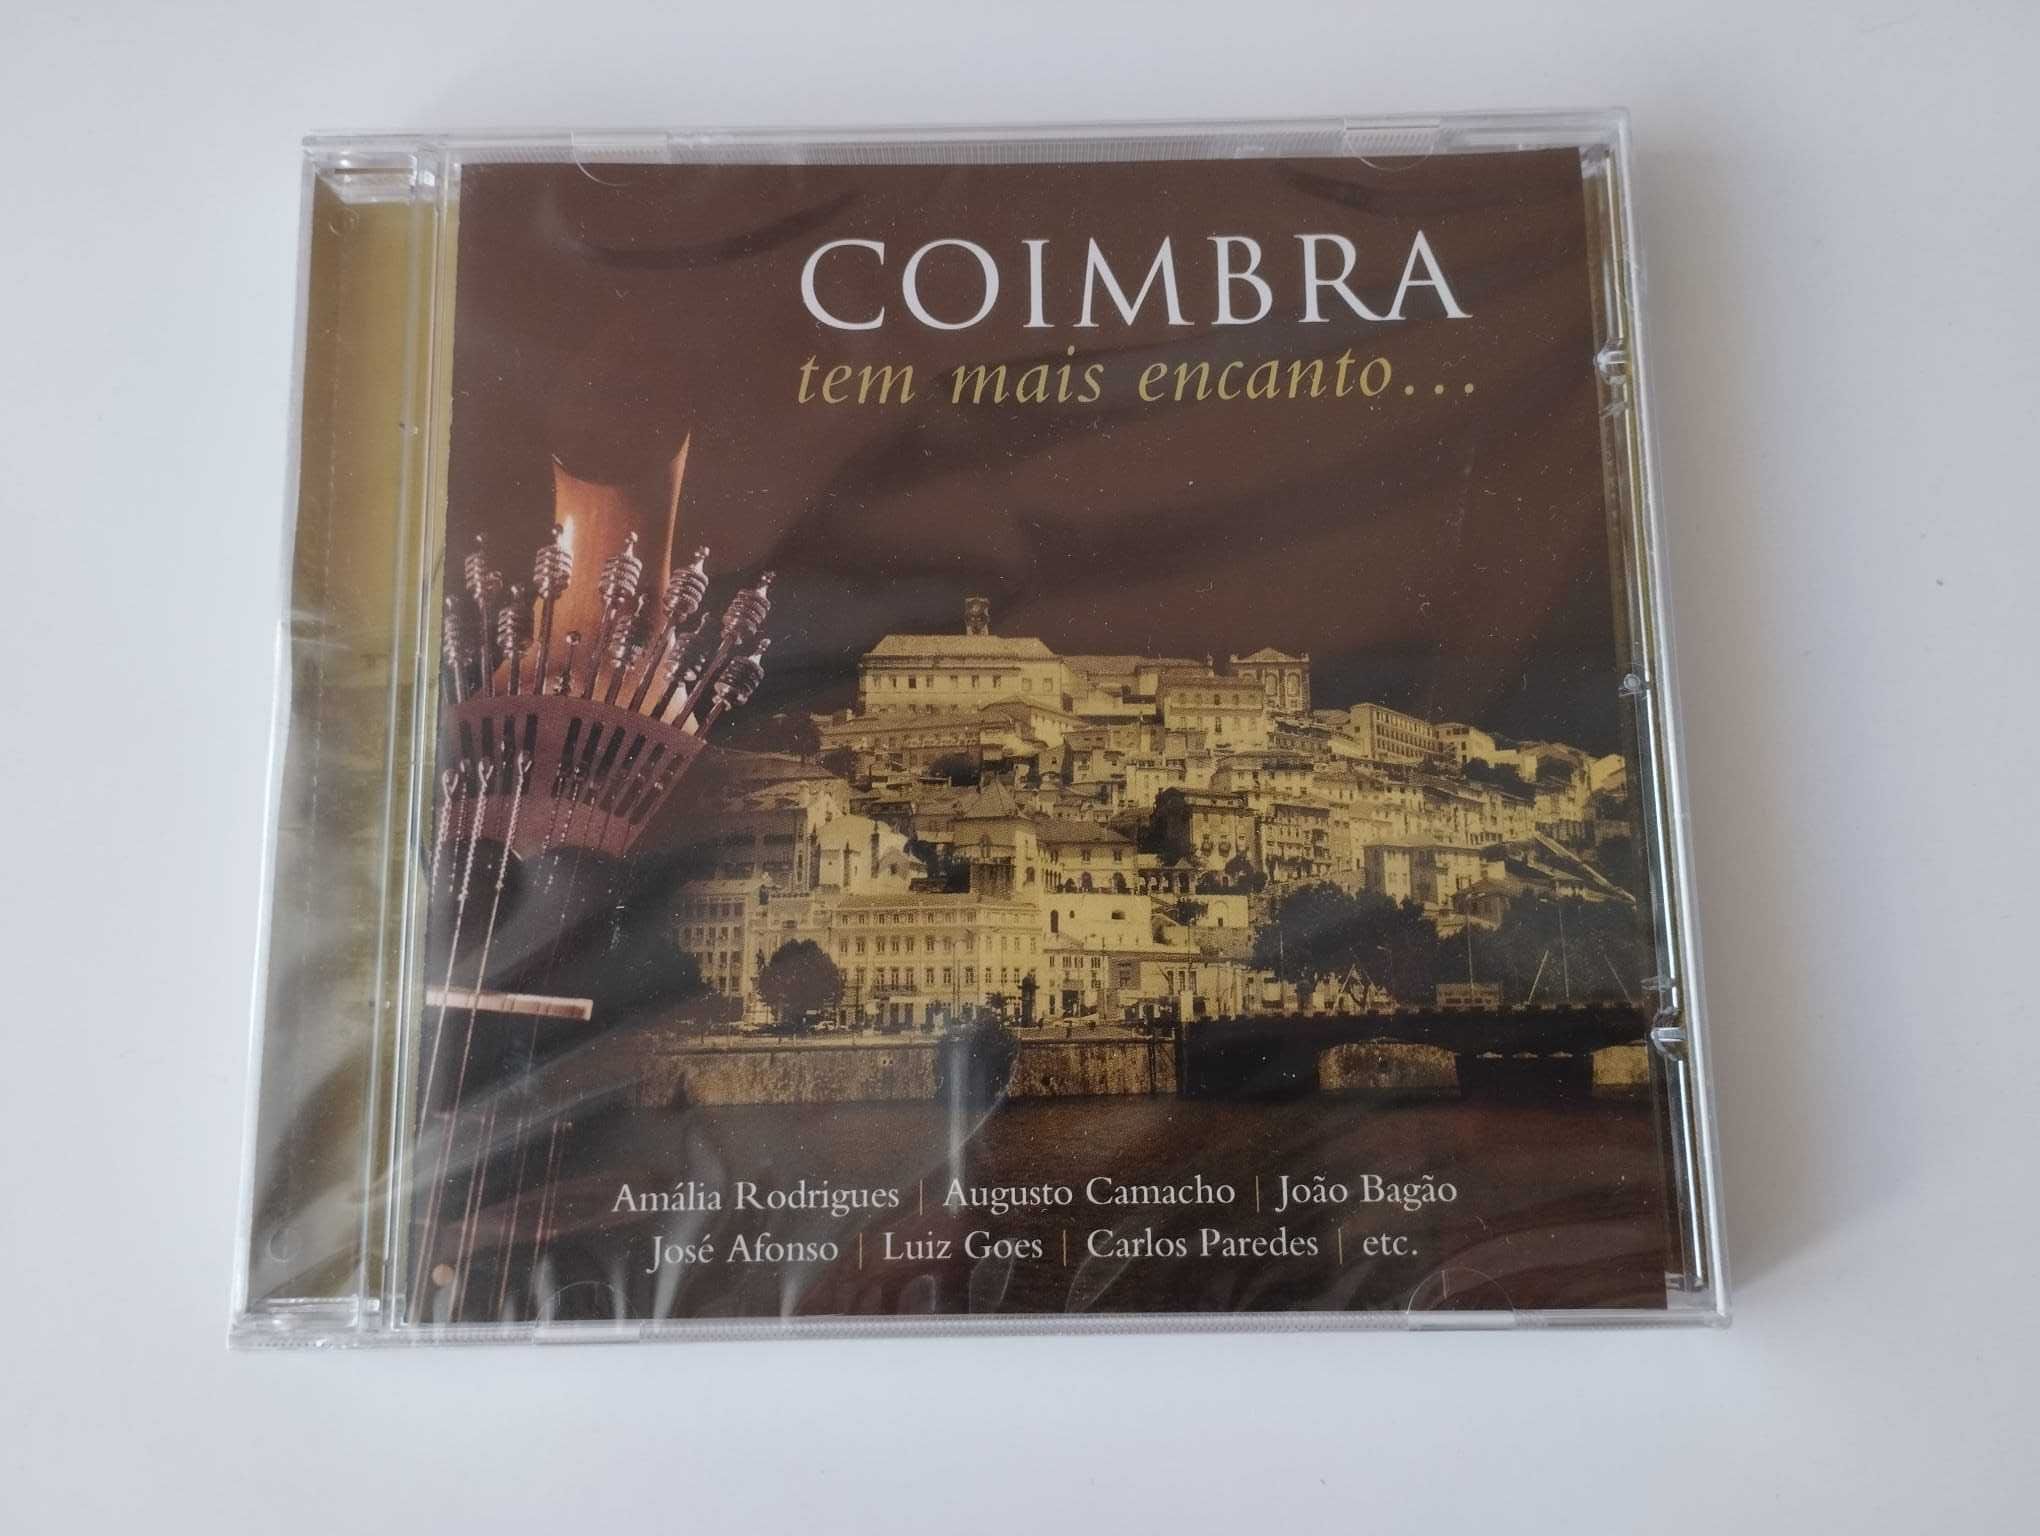 COIMBRA
tem mais encanto...
Amália Rodrigues | Augusto Camacho | João Bagão
José Afonso | Luiz Goes | Carlos Paredes | etc.